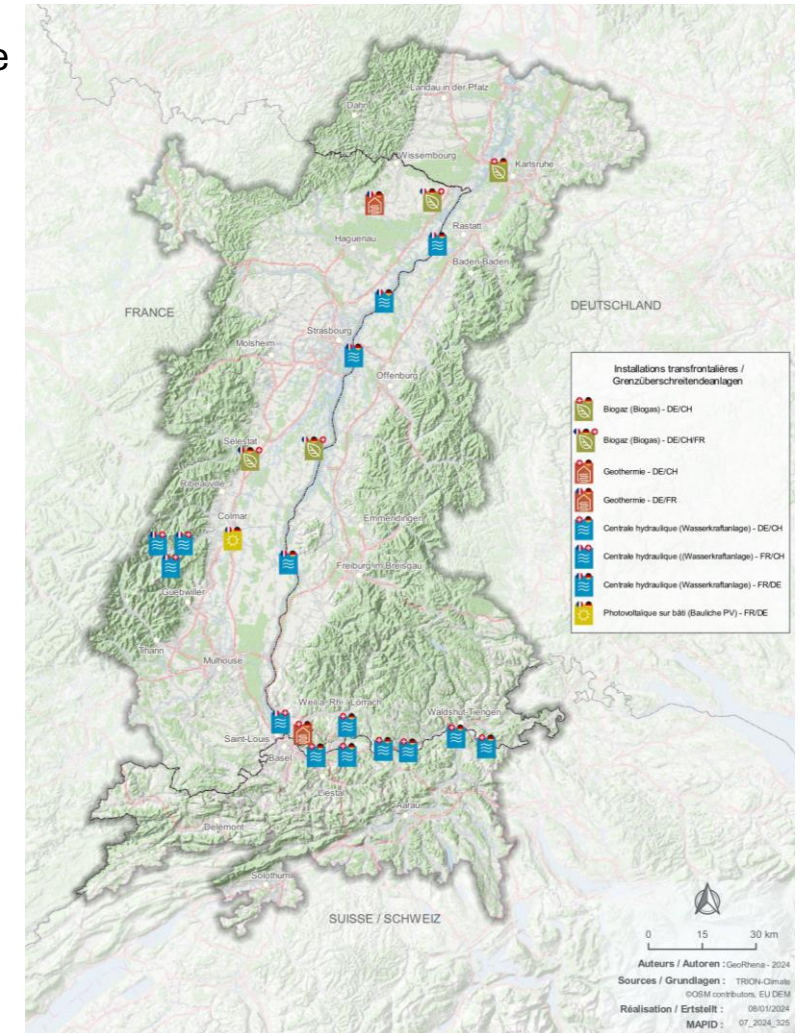 e
Landau in der Pfalz
Dahn
Wissembourg
Karlsruhe
Rastatt
Haguenau
Baden-Baden
FRANCE
DEUTSCHLAND
Strasbourg
Molsheim
Offenburg
Installations transfrontalières /
Grenzüberschreitendeanlagen
Biogaz (Biogas) - DE/CH
Biogaz (Biogas) - DE/CH/FR
Geothermie - DE/CH
Geothermie - DE/FR
Centrale hydraulique (Wasserkraftanlage) - DE/CH
Centrale hydraulique ((Wasserkraftanlage) - FR/CH
Centrale hydraulique (Wasserkraftanlage) - FR/DE
Photovoltaïque sur bâti (Bauliche PV) - FR/DE
Sélestat
Ribeauville
Colmar
Emmendingen
Freiburg im Breisgau
Guebwiller
Thann
Mulhouse
Lörrach
Waldshut-Tiengen
Saint-Louis
Basel
Liestal
Aarau
Delémont
Solothurn
SUISSE / SCHWEIZ
0 15 30 km
Auteurs / Autoren : GeoRhena - 2024
Sources / Grundlagen : TRION-Climate
©OSM contributors, EU DEM
Réalisation / Ertstellt : 08/01/2024
MAPID : 07_2024_325